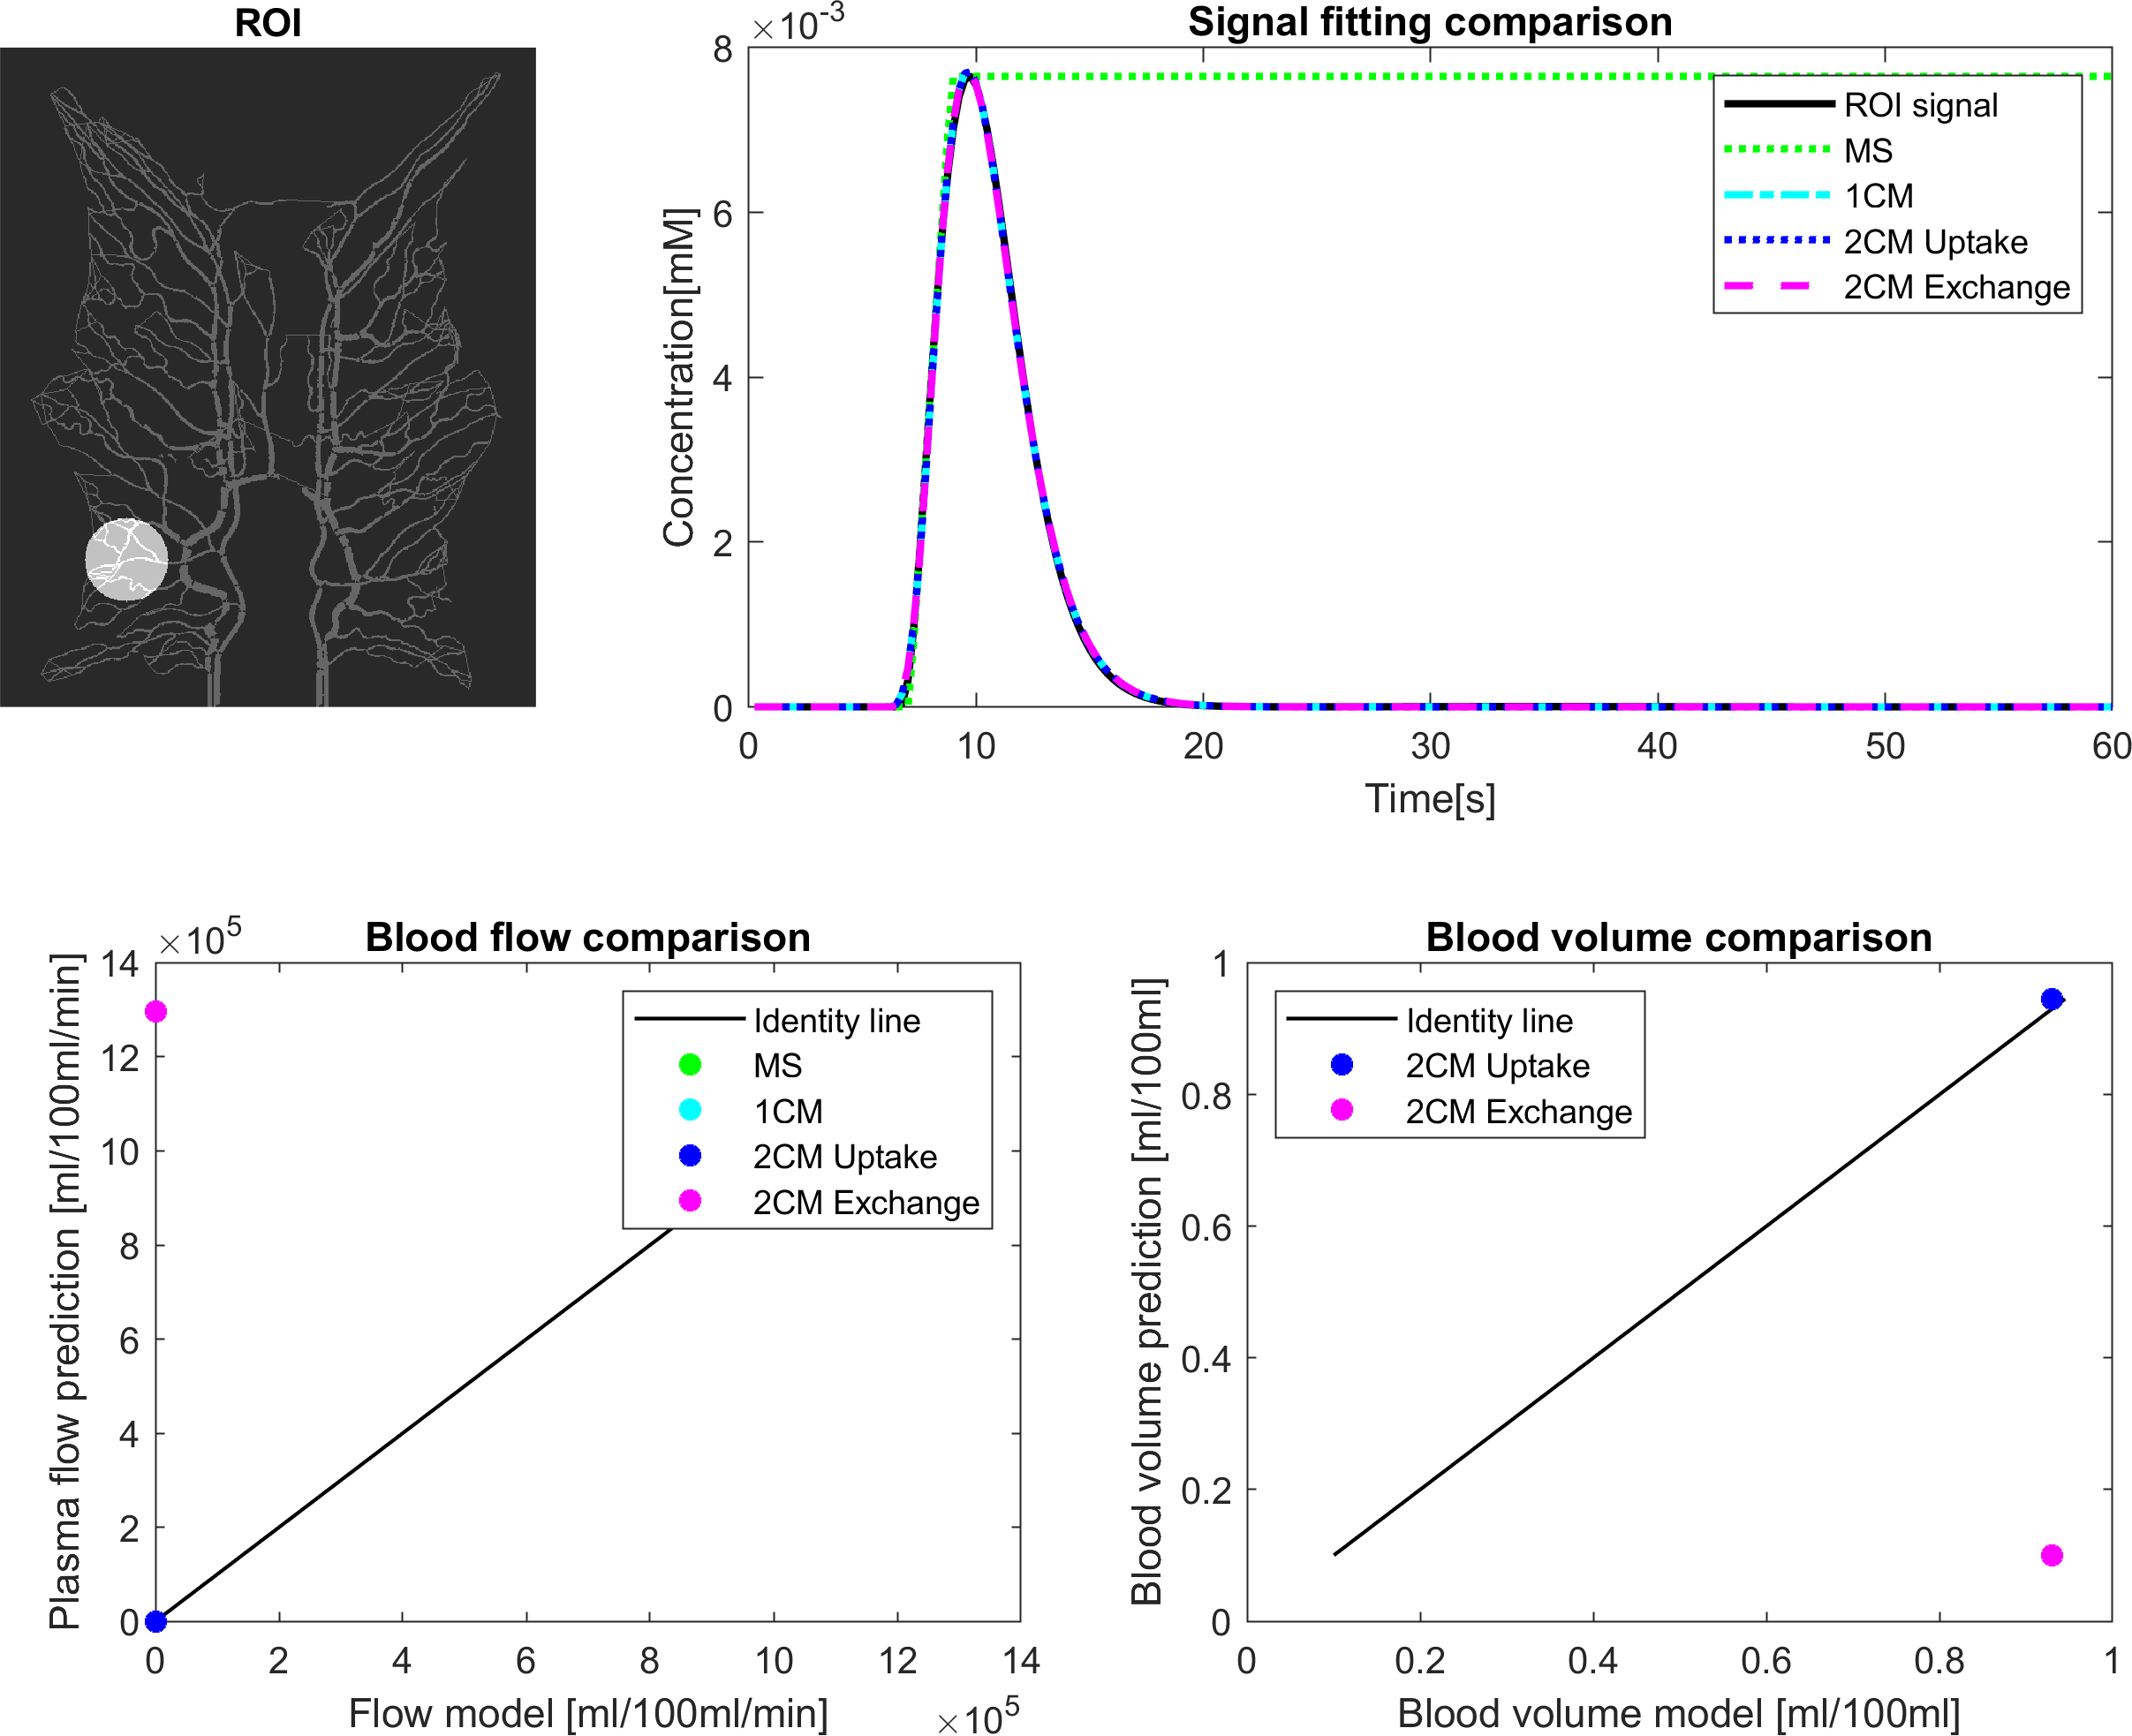 ROI
Signal fitting comparison
×10-3
8
6
4
2
0
0 10 20 30 40 50 60
Concentration[mM]
Time[s]
ROI signal
MS
1CM
2CM Uptake
2CM Exchange
Blood flow comparison
×105
14
12
10
8
6
4
2
0
0 2 4 6 8 10 12 14
×105
Plasma flow prediction [ml/100ml/min]
Flow model [ml/100ml/min]
Identity line
MS
1CM
2CM Uptake
2CM Exchange
Blood volume comparison
1
0.8
0.6
0.4
0.2
0
0 0.2 0.4 0.6 0.8 1
Blood volume prediction [ml/100ml]
Blood volume model [ml/100ml]
Identity line
2CM Uptake
2CM Exchange